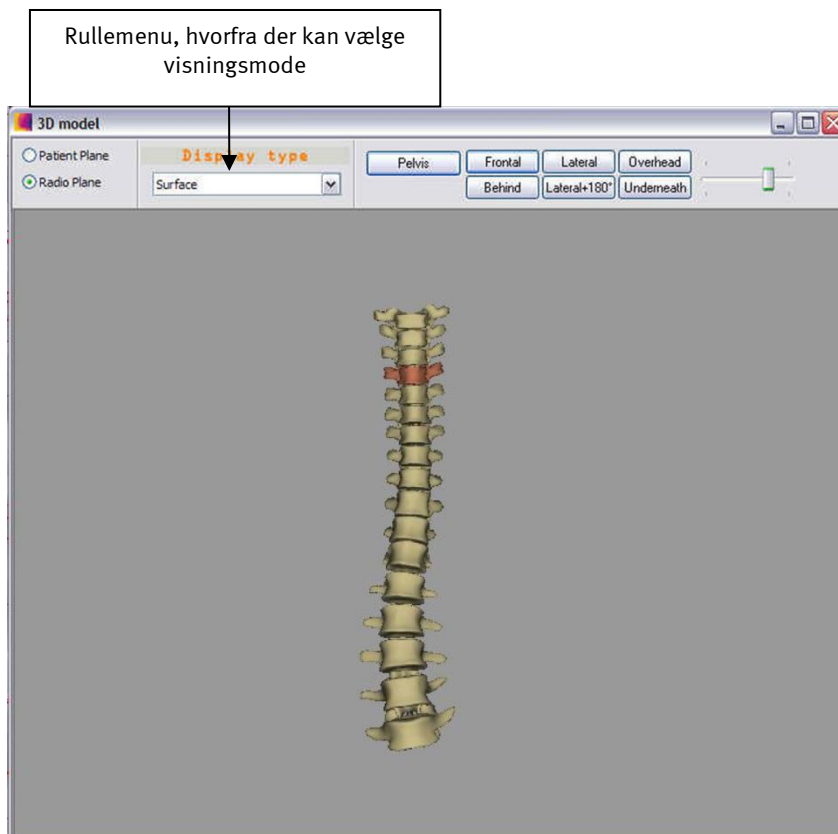 Rullemenu, hvorfra der kan vælge
visningsmode
3D model
Patient Plane
Display type
Pelvis
Frontal
Lateral
Overhead
Radio Plane
Surface
Behind
Lateral+180°
Underneath